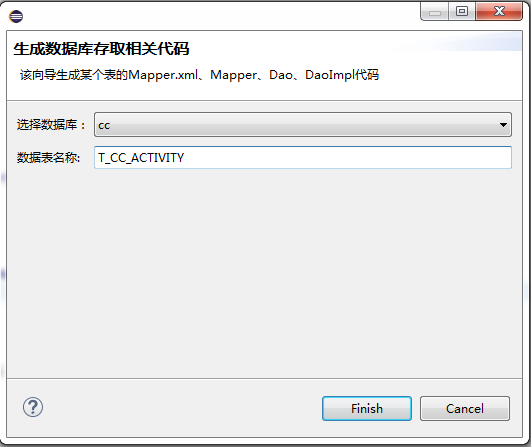 生成数据库存取相关代码
该向导生成某个表的Mapper.xml、Mapper、Dao、DaoImpl代码
选择数据库： cc
数据表名称: T_CC_ACTIVITY
? Finish Cancel